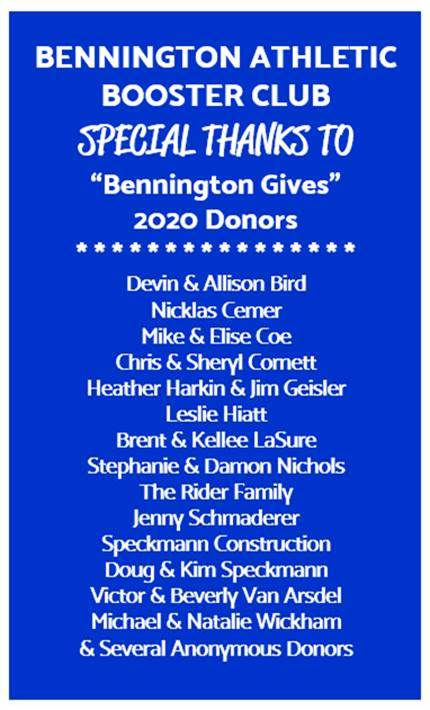 BENNINGTON ATHLETIC
BOOSTER CLUB
SPECIAL THANKS TO
“Bennington Gives”
2020 Donors
* * * * * * * * * * * * * * * *
Devin & Allison Bird
Nicklas Cerner
Mike & Elise Coe
Chris & Sheryl Cornett
Heather Harkin & Jim Geisler
Leslie Hiatt
Brent & Kellee LaSure
Stephanie & Damon Nichols
The Rider Family
Jenny Schmaderer
Speckmann Construction
Doug & Kim Speckmann
Victor & Beverly Van Arsdel
Michael & Natalie Wickham
& Several Anonymous Donors